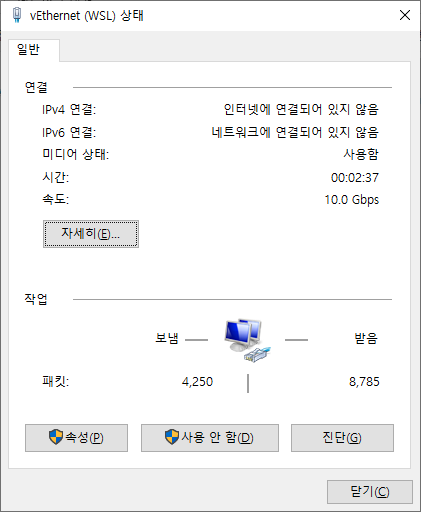 vEthernet (WSL) 상태
일반
연결
IPv4 연결: 인터넷에 연결되어 있지 않음
IPv6 연결: 네트워크에 연결되어 있지 않음
미디어 상태: 사용함
시간: 00:02:37
속도: 10.0 Gbps
자세히(E)...
작업
보냄 받음
패킷: 4,250 8,785
속성(P) 사용 안 함(D) 진단(G)
닫기(C)